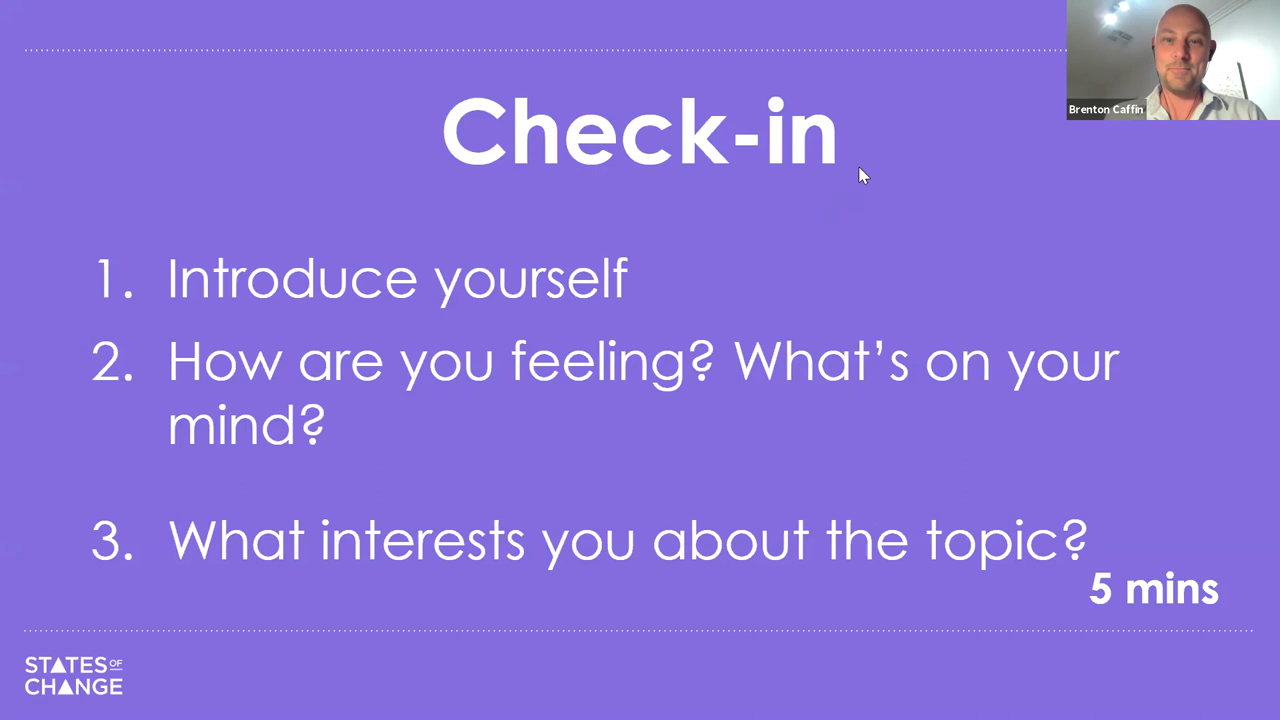 Check-in
Brenton Caffin
1. Introduce yourself
2. How are you feeling? What’s on your
mind?
3. What interests you about the topic?
5 mins
STATES OF
CHANGE